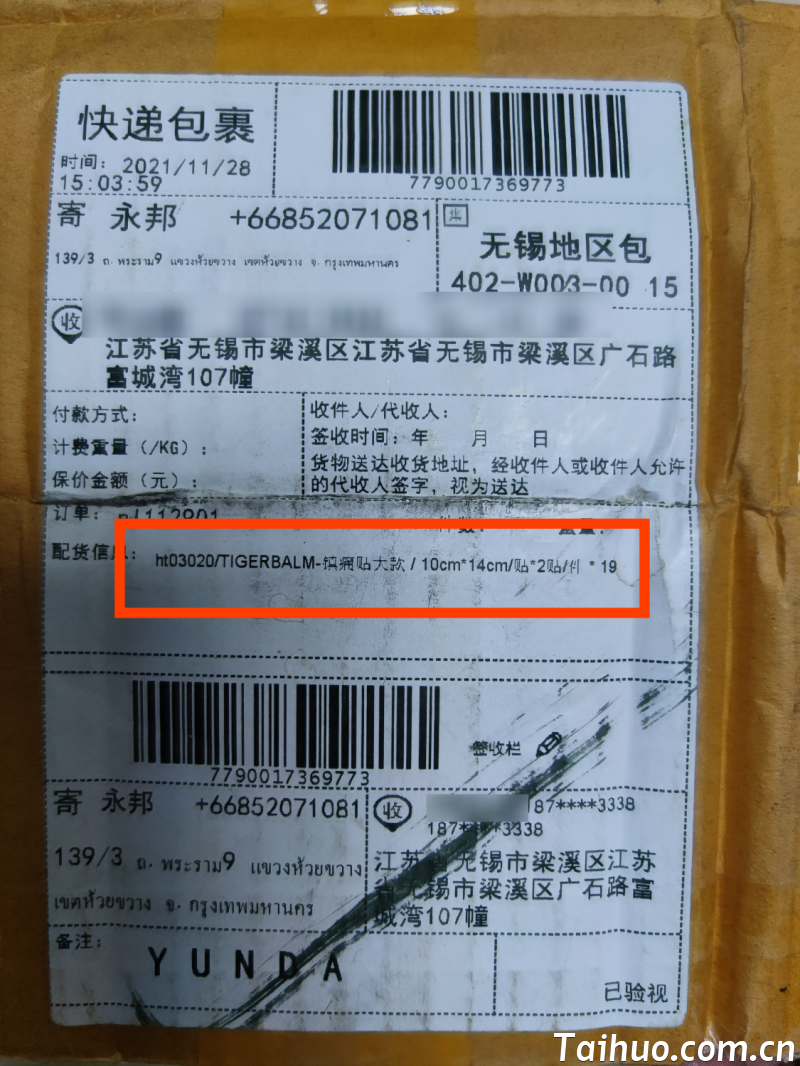 快递包裹
时间: 2021/11/28
15:03:59
7790017369773
寄 永邦 +66852071081
139/3 ถ. พระราม9 แขวงห้วยขวาง เขตห้วยขวาง จ. กรุงเทพมหานคร
无锡地区包
402-W003-00 15
收
江苏省无锡市梁溪区江苏省无锡市梁溪区广石路
富城湾107幢
付款方式:
计费重量 (/KG) :
保价金额 (元) :
收件人/代收人:
签收时间: 年 月 日
货物送达收货地址, 经收件人或收件人允许
的代收人签字, 视为送达
订单:
配货信息: ht03020/TIGERBALM-镇痛贴大款 / 10cm*14cm/贴*2贴/件 * 19
7790017369773
签收栏
寄 永邦 +66852071081
139/3 ถ. พระราม9 แขวงห้วยขวาง
เขตห้วยขวาง จ. กรุงเทพมหานคร
收 187****3338
187****3338
江苏省无锡市梁溪区江苏
省无锡市梁溪区广石路富
城湾107幢
备注:
YUNDA
已验视
Taihuo.com.cn